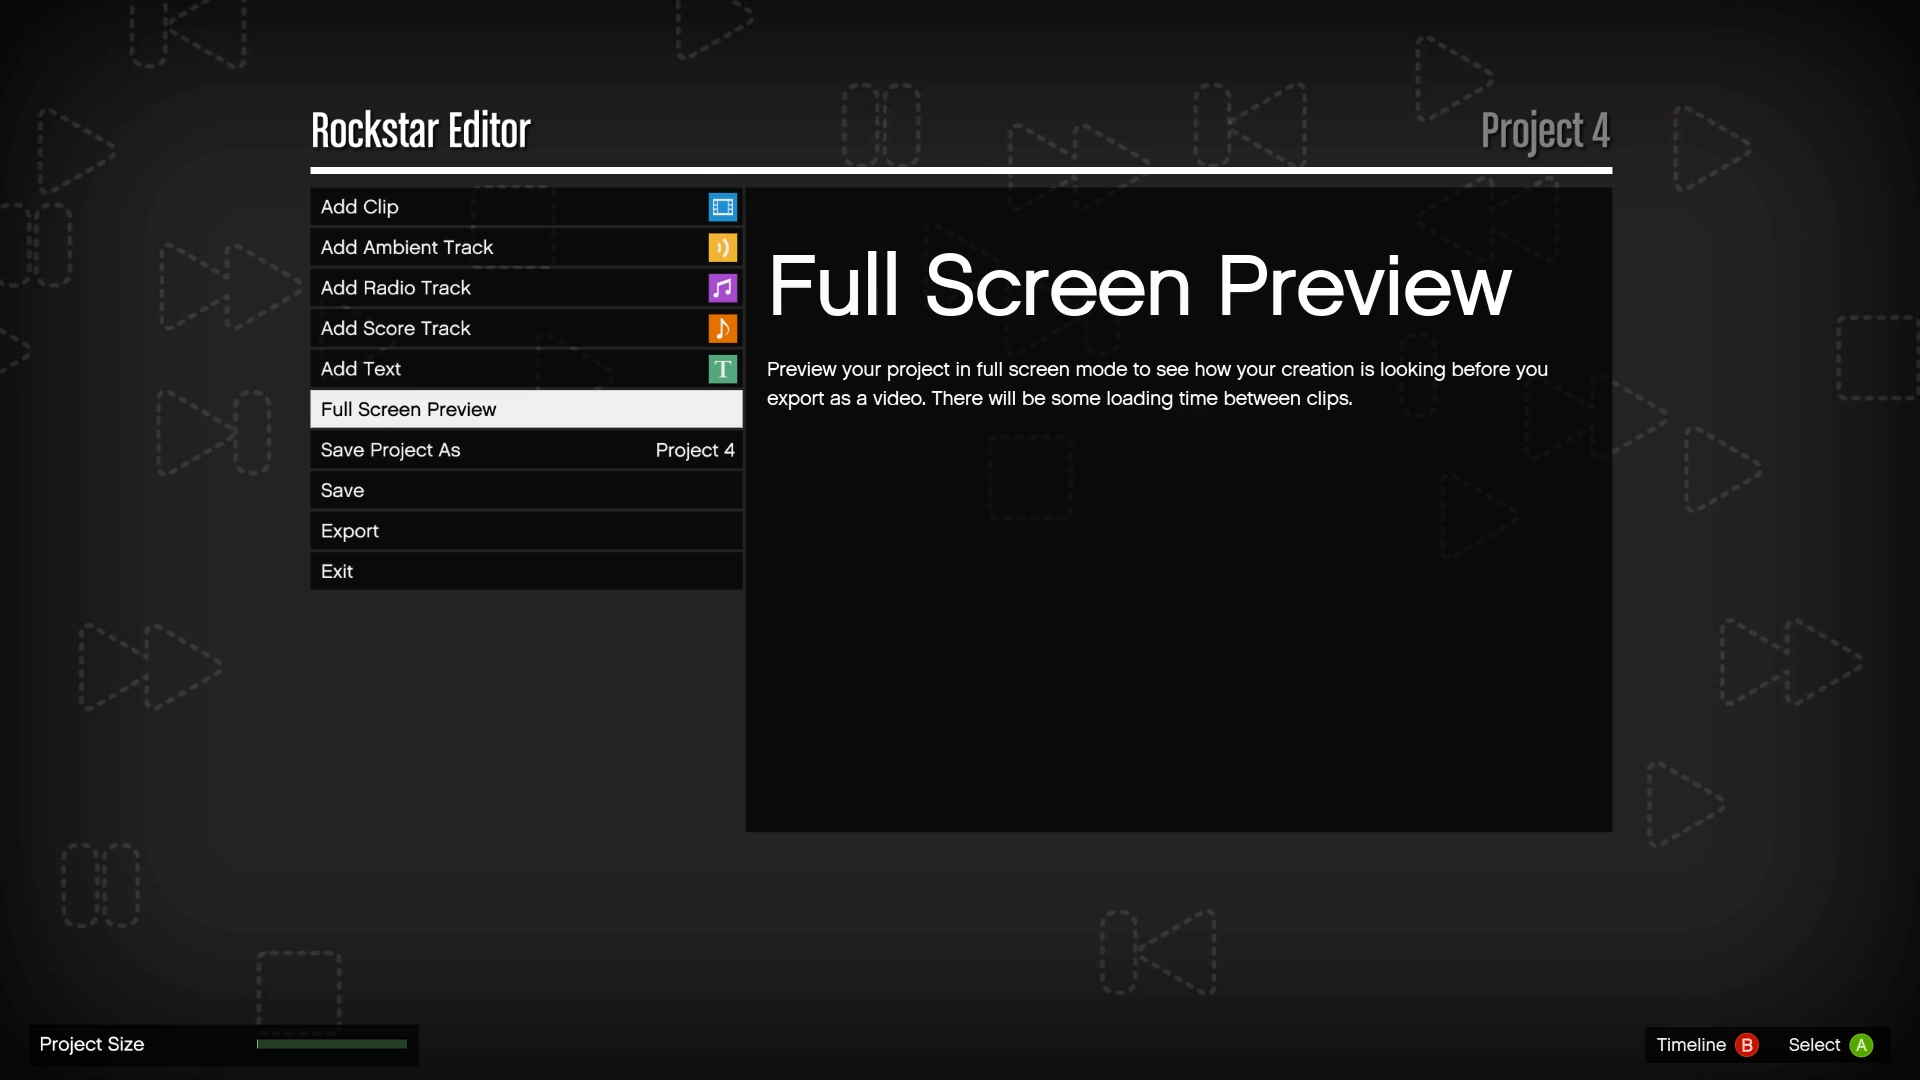 Rockstar Editor
Project 4
Add Clip
Add Ambient Track
Add Radio Track
Add Score Track
Add Text T
Full Screen Preview
Save Project As Project 4
Save
Export
Exit
Full Screen Preview
Preview your project in full screen mode to see how your creation is looking before you
export as a video. There will be some loading time between clips.
Project Size
Timeline B Select A